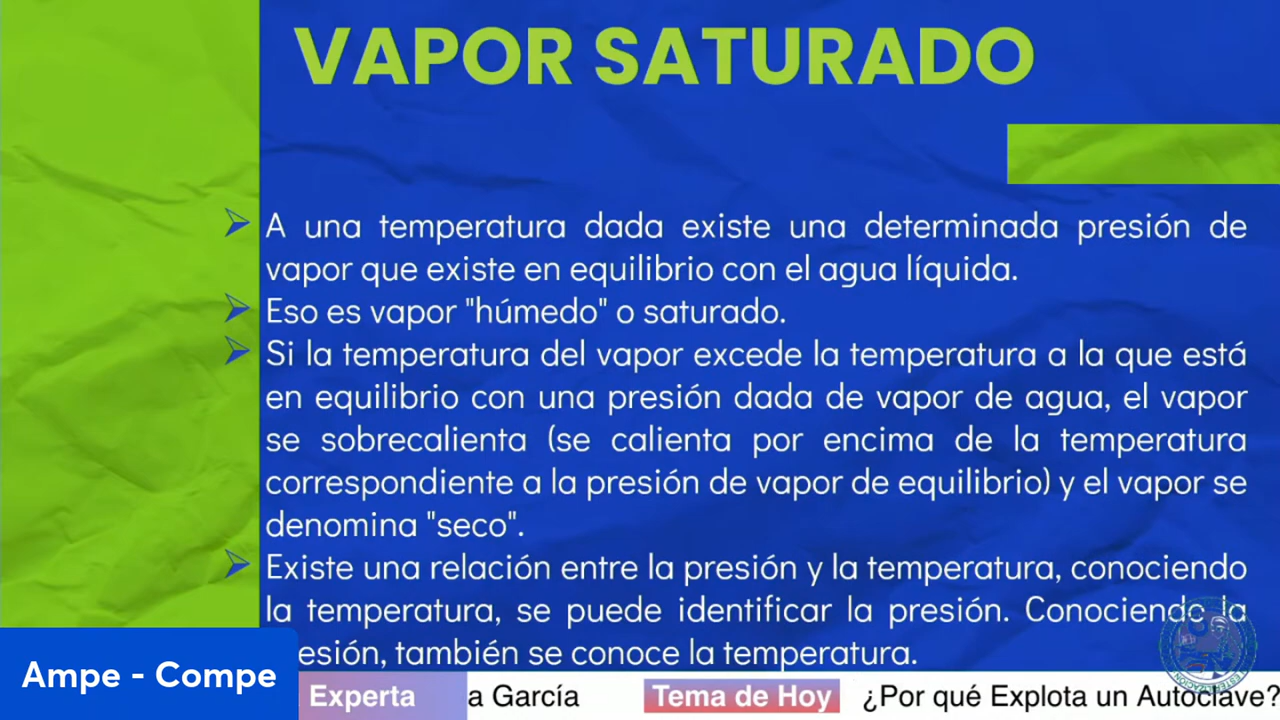 VAPOR SATURADO
A una temperatura dada existe una determinada presión de
vapor que existe en equilibrio con el agua líquida.
Eso es vapor "húmedo" o saturado.
Si la temperatura del vapor excede la temperatura a la que está
en equilibrio con una presión dada de vapor de agua, el vapor
se sobrecalienta (se calienta por encima de la temperatura
correspondiente a la presión de vapor de equilibrio) y el vapor se
denomina "seco".
Existe una relación entre la presión y la temperatura, conociendo
la temperatura, se puede identificar la presión. Conociendo la
esión, también se conoce la temperatura.
Ampe - Compe
Experta a García Tema de Hoy ¿Por qué Explota un Autoclave?